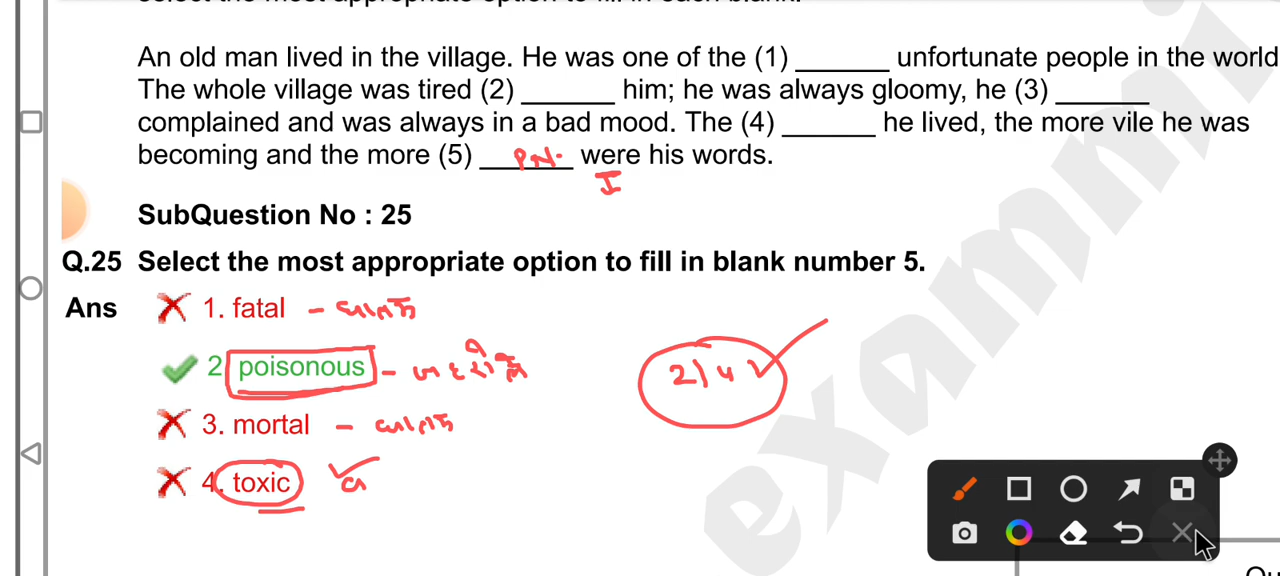 An old man lived in the village. He was one of the (1) ______ unfortunate people in the world
The whole village was tired (2) ______ him; he was always gloomy, he (3) ______
complained and was always in a bad mood. The (4) ______ he lived, the more vile he was
becoming and the more (5) ______ were his words.
I
SubQuestion No : 25
Q.25 Select the most appropriate option to fill in blank number 5.
Ans 1. fatal
2 poisonous
3. mortal
4. toxic
2/4
examni